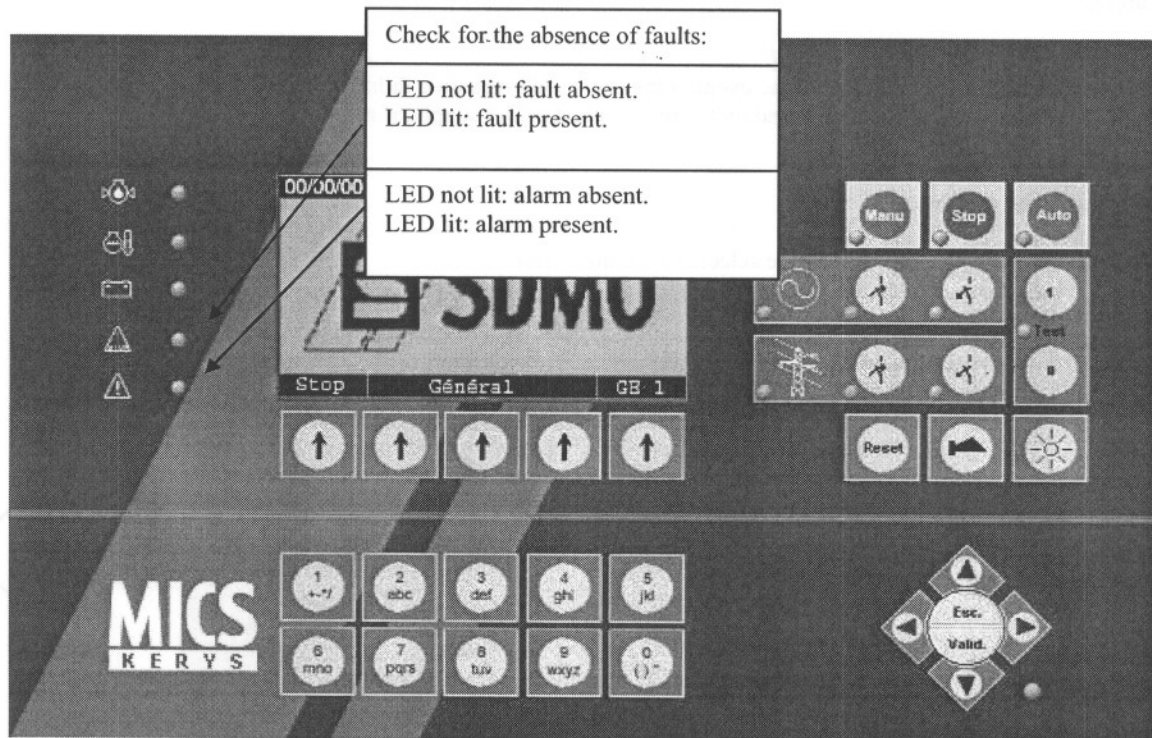 Check for the absence of faults:
LED not lit: fault absent.
LED lit: fault present.
LED not lit: alarm absent.
LED lit: alarm present.
00/00/00
SDMO
Stop Général GE 1
Manu Stop Auto
1
Test
0
Reset
MICS
KERYS
1 2 3 4 5
+-*/ abc def ghi jkl
6 7 8 9 0
mno pqrs tuv wxyz ( ) "
Esc.
Valid.